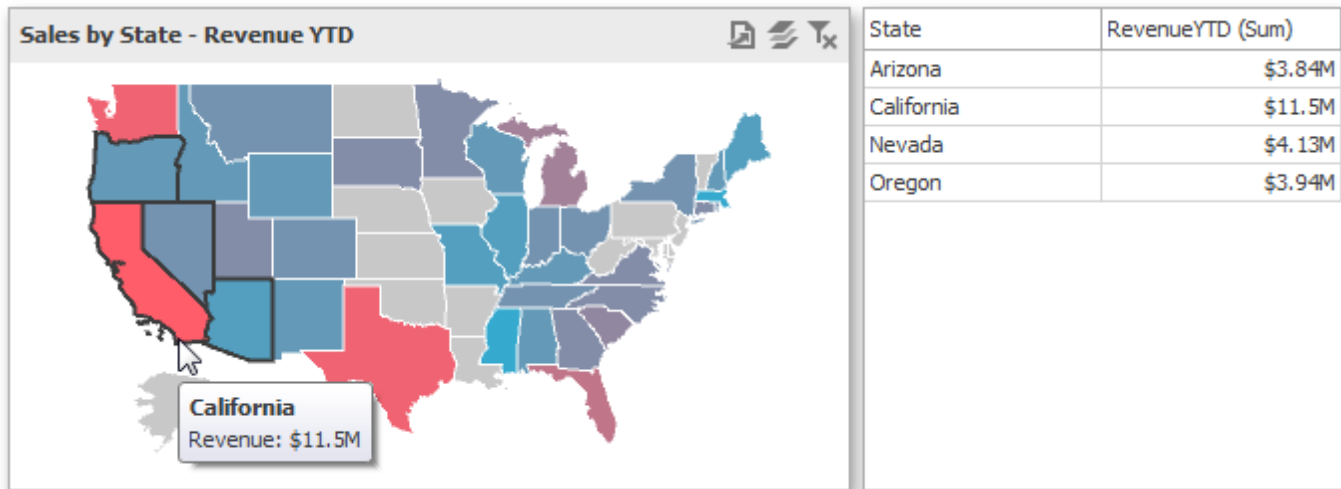 Sales by State - Revenue YTD
California
Revenue: $11.5M
State RevenueYTD (Sum)
Arizona $3.84M
California $11.5M
Nevada $4.13M
Oregon $3.94M